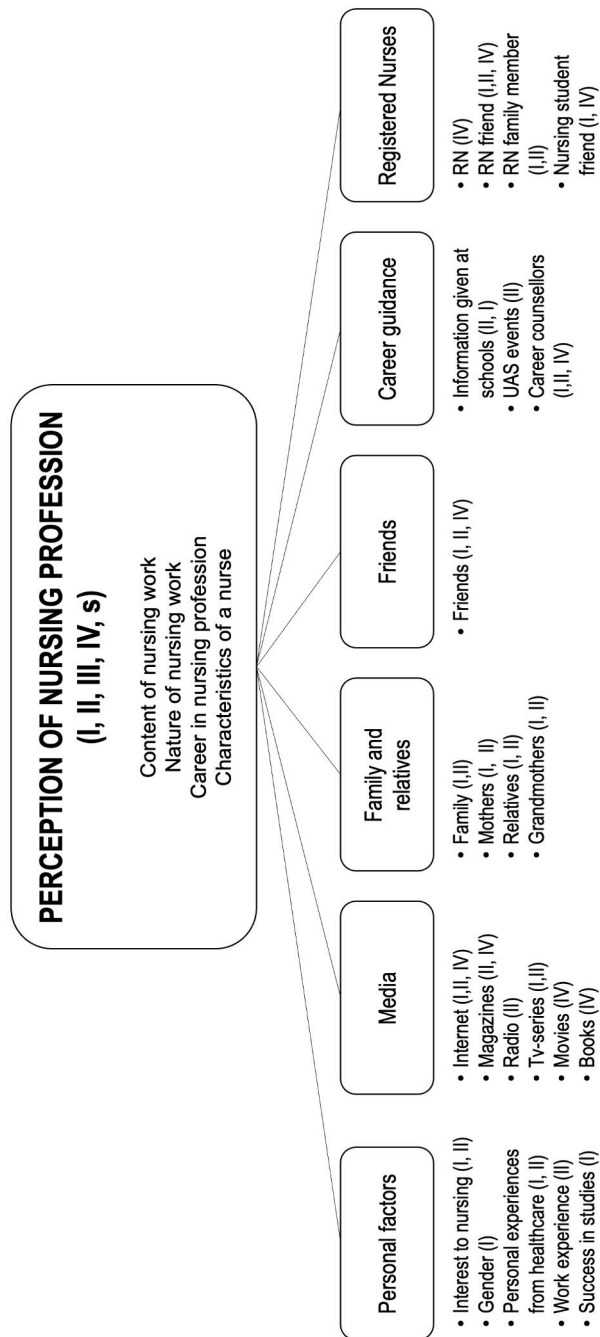 PERCEPTION OF NURSING PROFESSION
(I, II, III, IV, s)
Content of nursing work
Nature of nursing work
Career in nursing profession
Characteristics of a nurse
Personal factors
• Interest to nursing (I, II)
• Gender (I)
• Personal experiences
from healthcare (I, II)
• Work experience (II)
• Success in studies (I)
Media
• Internet (I,II, IV)
• Magazines (II, IV)
• Radio (II)
• Tv-series (I,II)
• Movies (IV)
• Books (IV)
Family and
relatives
• Family (I,II)
• Mothers (I, II)
• Relatives (I, II)
• Grandmothers (I, II)
Friends
• Friends (I, II, IV)
Career guidance
• Information given at
schools (II, I)
• UAS events (II)
• Career counsellors
(I,II, IV)
Registered Nurses
• RN (IV)
• RN friend (I,II, IV)
• RN family member
(I,II)
• Nursing student
friend (I, IV)